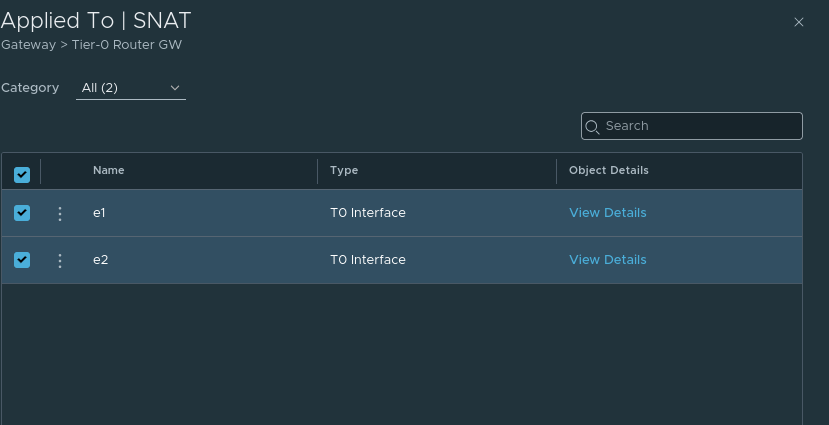 Applied To | SNAT
Gateway > Tier-0 Router GW
Category All (2)
Search
Name Type Object Details
e1 T0 Interface View Details
e2 T0 Interface View Details